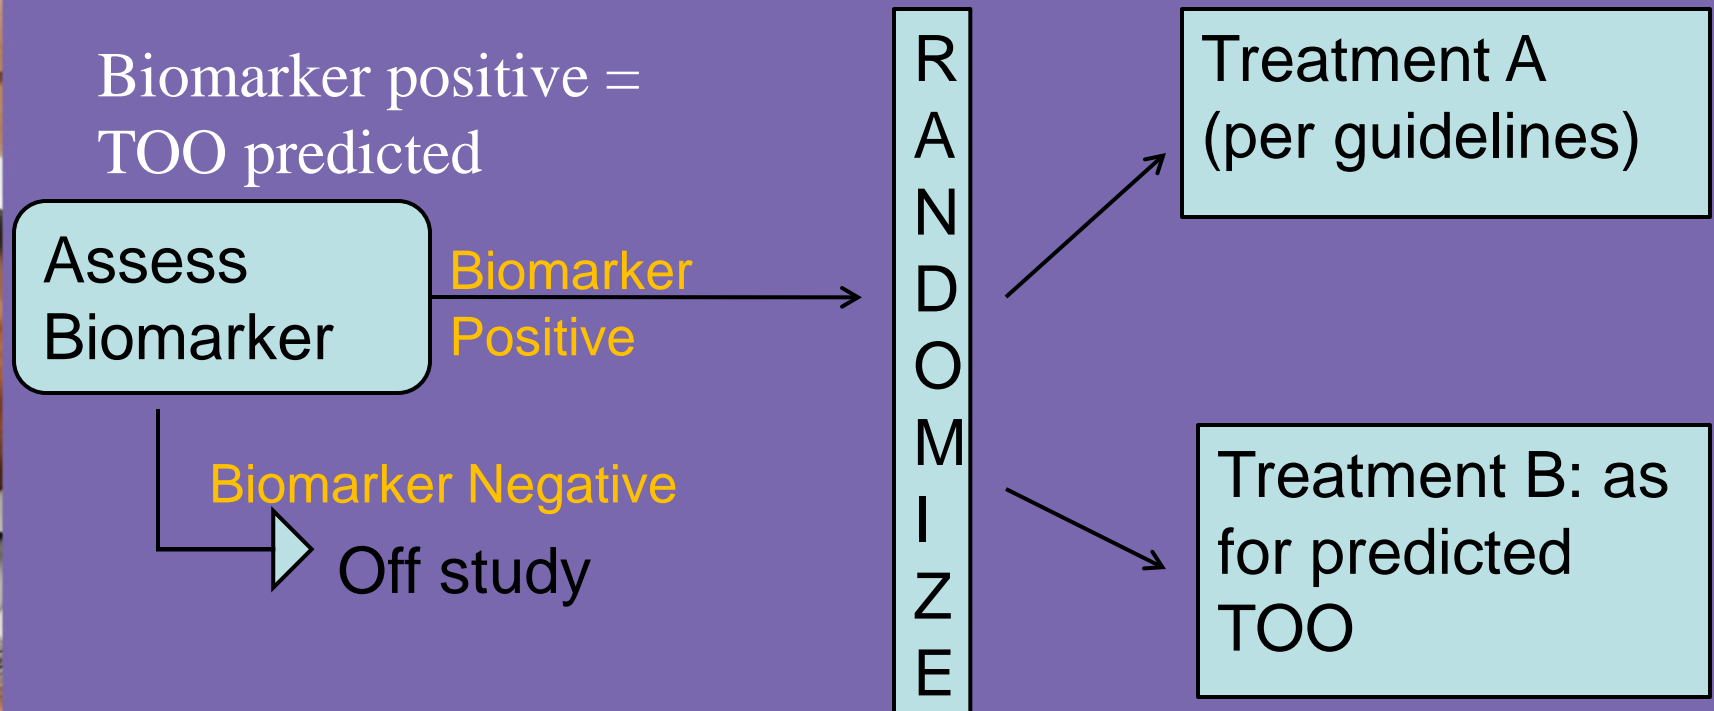 Biomarker positive =
TOO predicted
Assess
Biomarker
Biomarker
Positive
Biomarker Negative
Off study
R
A
N
D
O
M
I
Z
E
Treatment A
(per guidelines)
Treatment B: as
for predicted
TOO